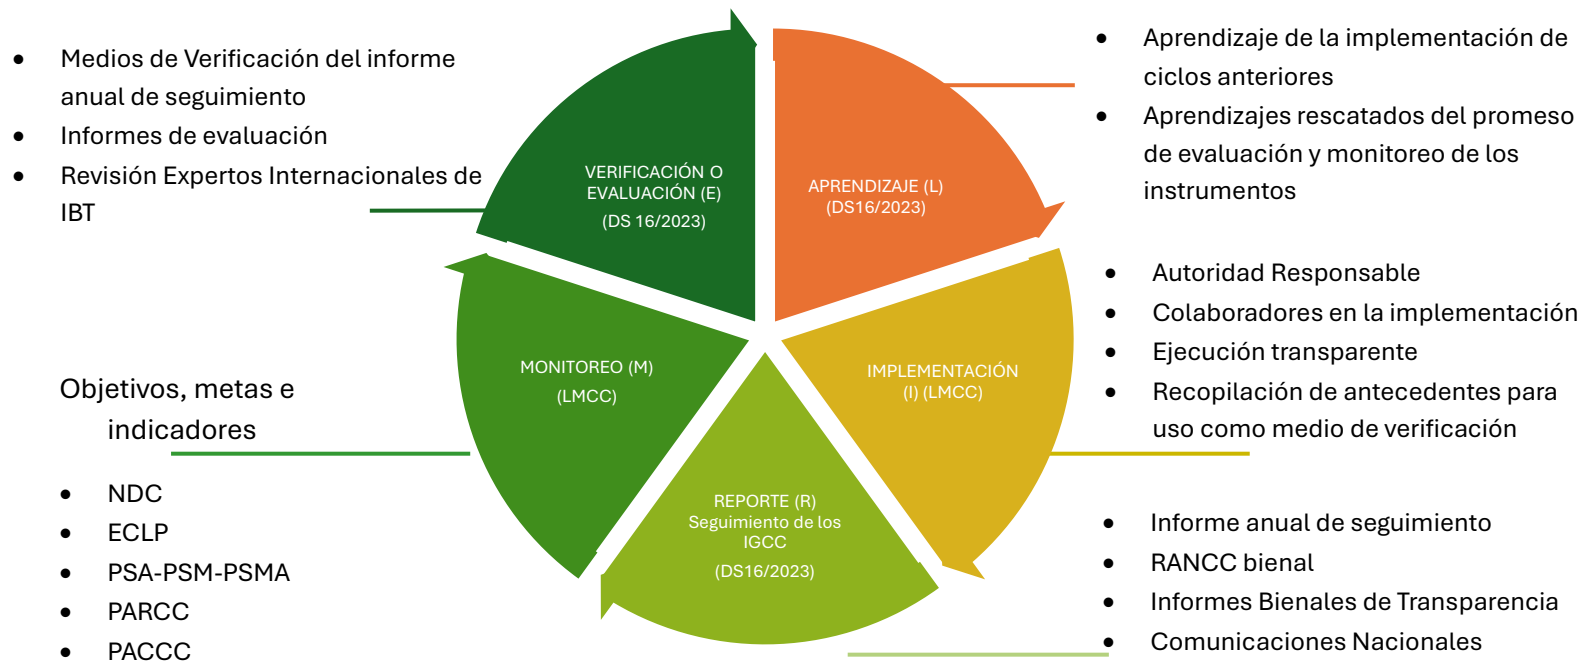 • Medios de Verificación del informe
anual de seguimiento
• Informes de evaluación
• Revisión Expertos Internacionales de
IBT
VERIFICACIÓN O
EVALUACIÓN (E)
(DS 16/2023)
APRENDIZAJE (L)
(DS16/2023)
• Aprendizaje de la implementación de
ciclos anteriores
• Aprendizajes rescatados del promeso
de evaluación y monitoreo de los
instrumentos
MONITOREO (M)
(LMCC)
IMPLEMENTACIÓN
(I) (LMCC)
• Autoridad Responsable
• Colaboradores en la implementación
• Ejecución transparente
• Recopilación de antecedentes para
uso como medio de verificación
Objetivos, metas e
indicadores
• NDC
• ECLP
• PSA-PSM-PSMA
• PARCC
• PACCC
REPORTE (R)
Seguimiento de los
IGCC
(DS16/2023)
• Informe anual de seguimiento
• RANCC bienal
• Informes Bienales de Transparencia
• Comunicaciones Nacionales